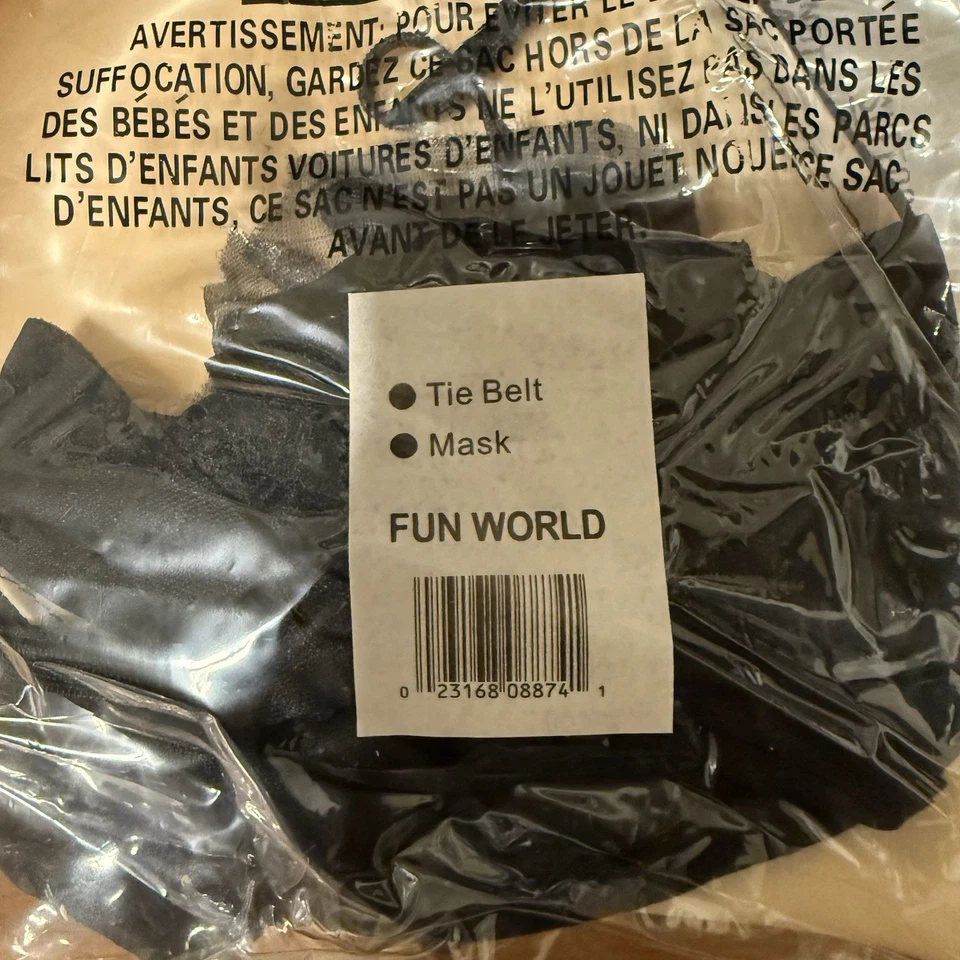 AVERTISSEMENT: POUR ÉVITER LE
SUFFOCATION, GARDEZ CE SAC HORS DE LA SAC PORTÉE
DES BÉBÉS ET DES ENFANTS NE L'UTILISEZ PAS DANS LES
LITS D'ENFANTS VOITURES D'ENFANTS, NI DANS LES PARCS
D'ENFANTS, CE SAC N'EST PAS UN JOUET NOUE CE SAC
AVANT DE LE JETER.
● Tie Belt
● Mask
FUN WORLD
0 23168 08874 1